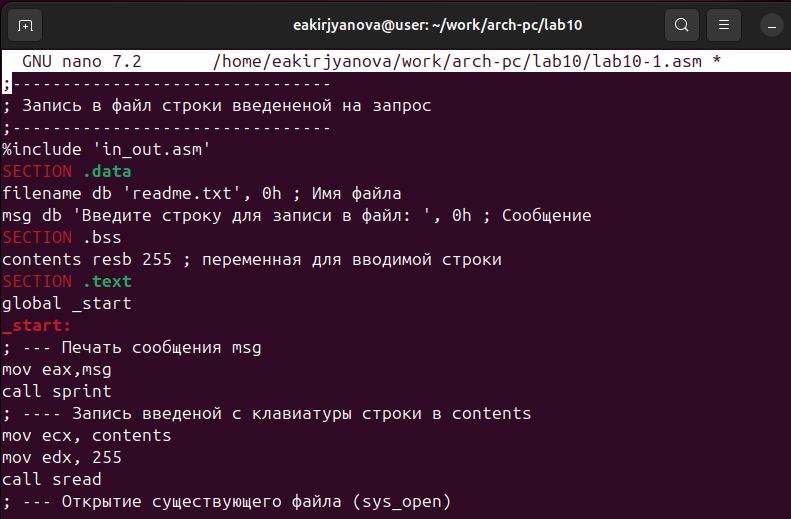 eakirjyanova@user: ~/work/arch-pc/lab10
GNU nano 7.2 /home/eakirjyanova/work/arch-pc/lab10/lab10-1.asm *
;--------------------------------
; Запись в файл строки введененой на запрос
;--------------------------------
%include 'in_out.asm'
SECTION .data
filename db 'readme.txt', 0h ; Имя файла
msg db 'Введите строку для записи в файл: ', 0h ; Сообщение
SECTION .bss
contents resb 255 ; переменная для вводимой строки
SECTION .text
global _start
_start:
; --- Печать сообщения msg
mov eax,msg
call sprint
; ---- Запись введеной с клавиатуры строки в contents
mov ecx, contents
mov edx, 255
call sread
; --- Открытие существующего файла (sys_open)